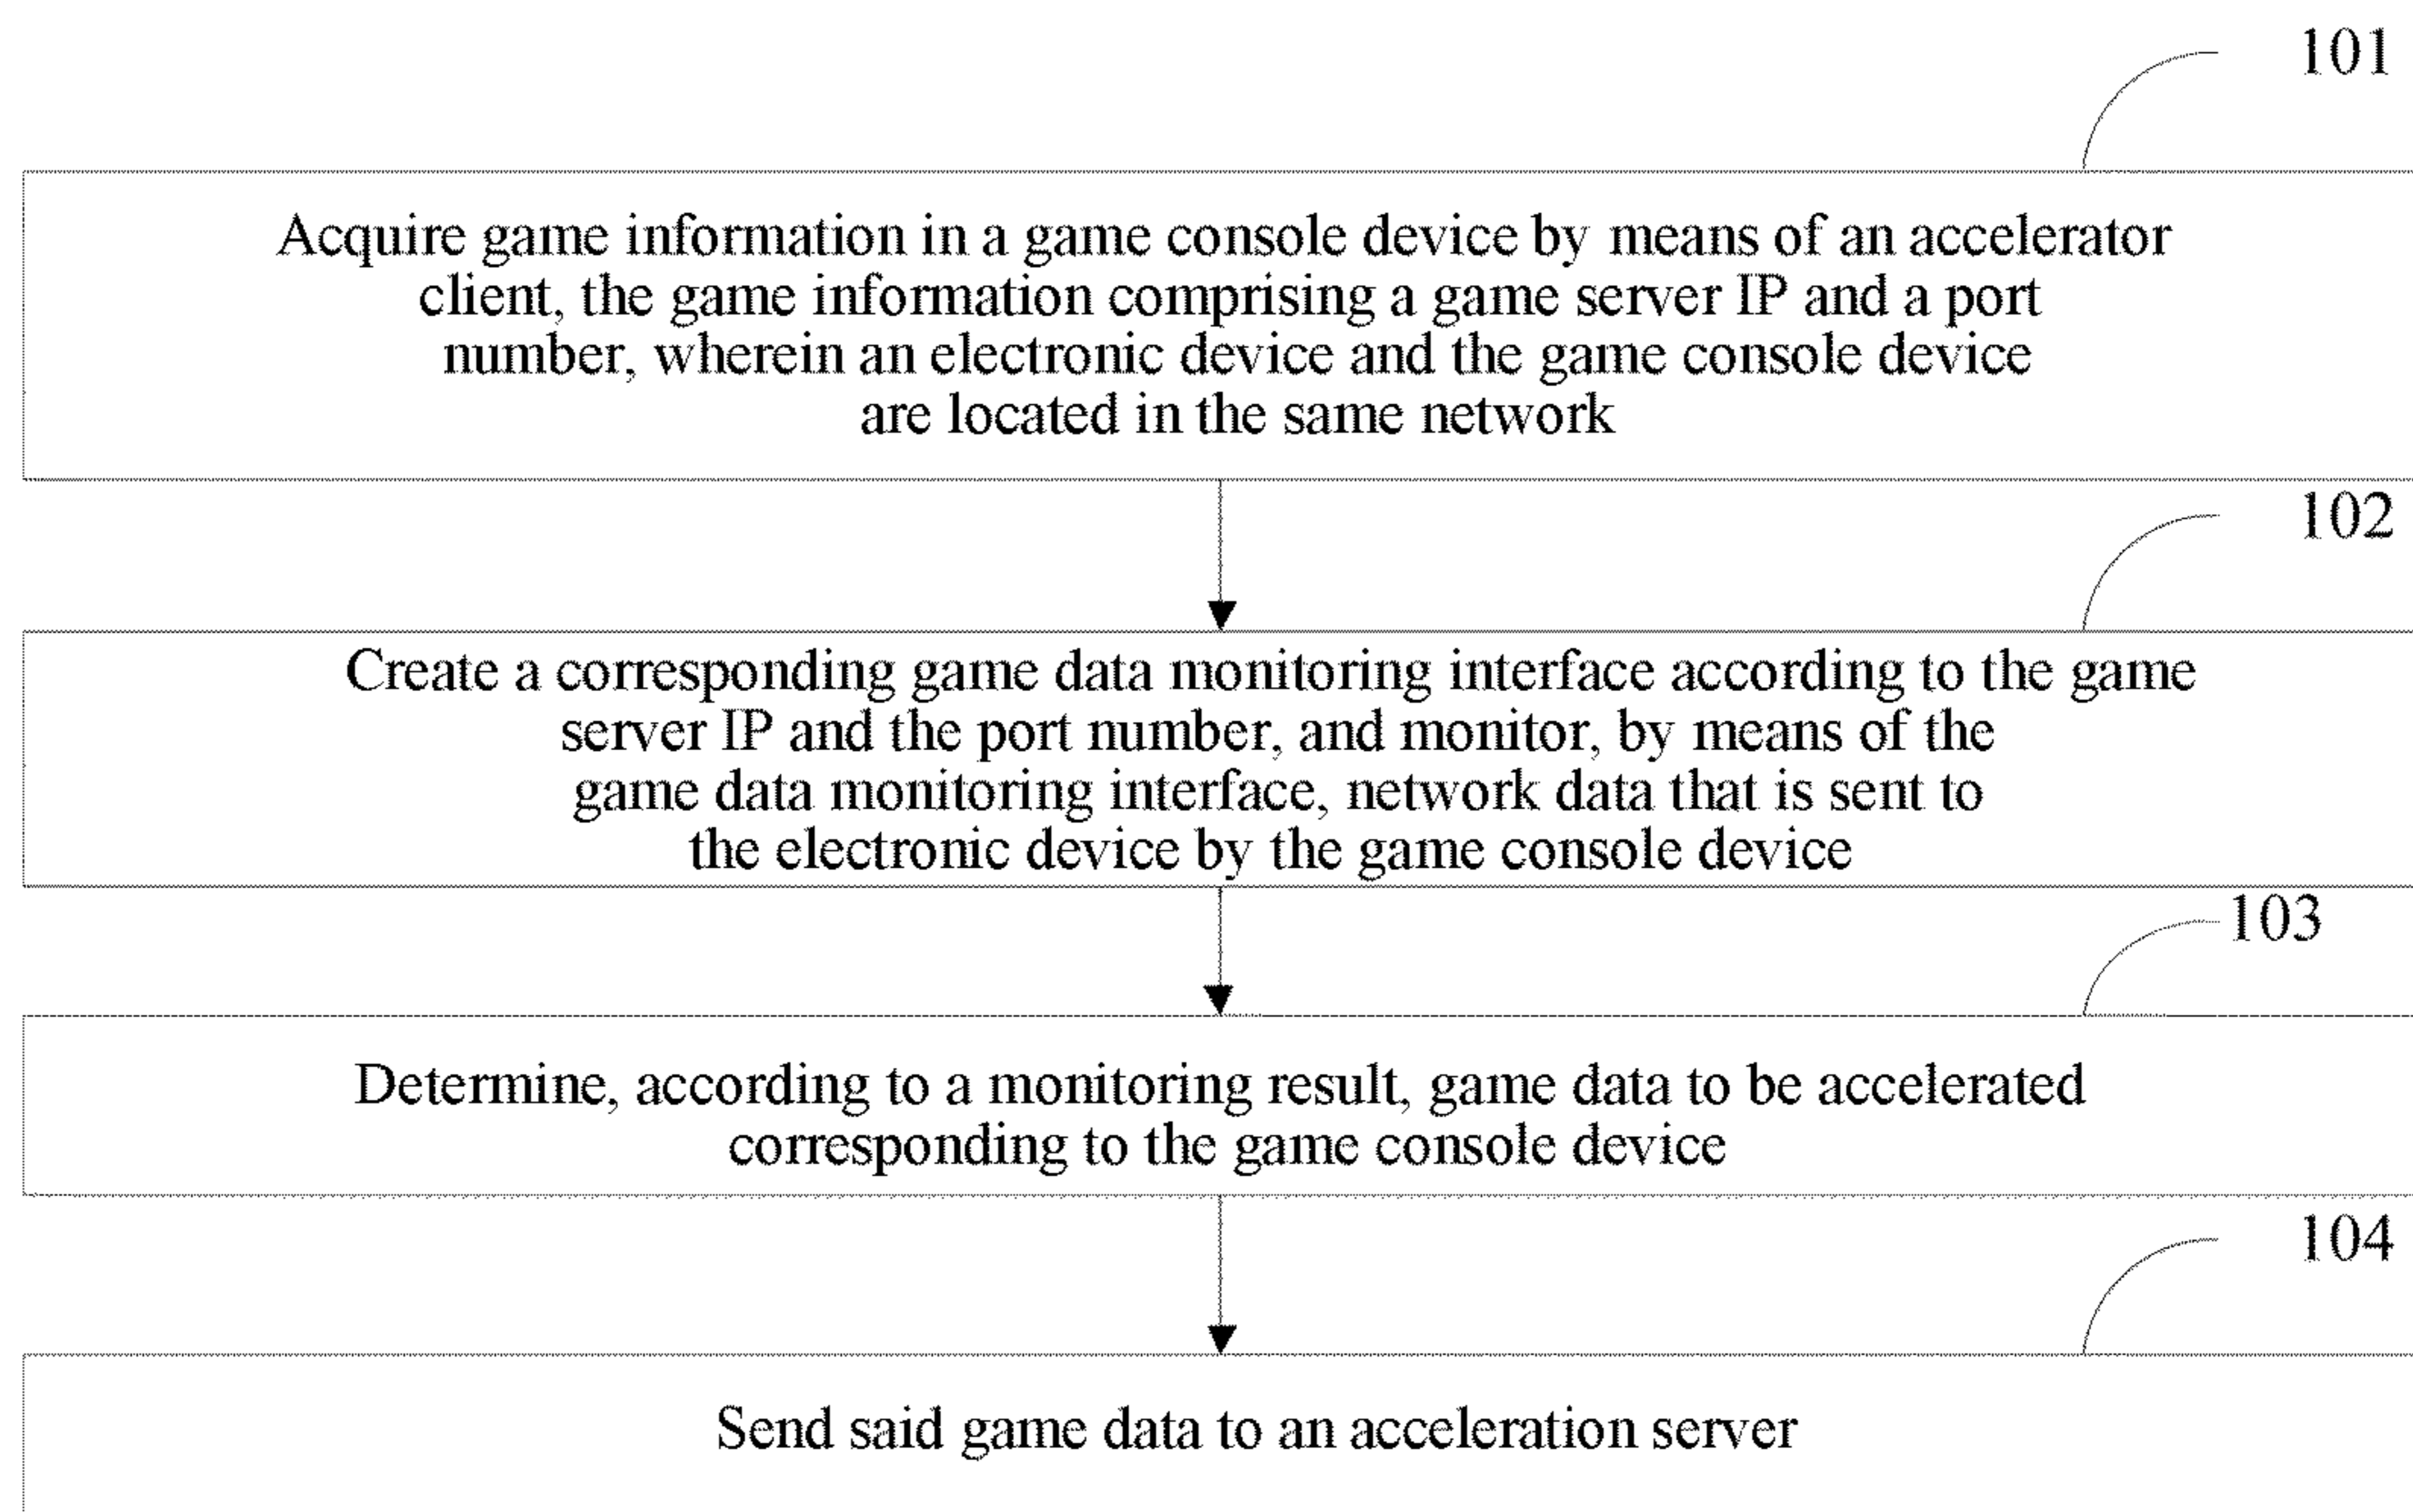 101
Acquire game information in a game console device by means of an accelerator
client, the game information comprising a game server IP and a port
number, wherein an electronic device and the game console device
are located in the same network
102
Create a corresponding game data monitoring interface according to the game
server IP and the port number, and monitor, by means of the
game data monitoring interface, network data that is sent to
the electronic device by the game console device
103
Determine, according to a monitoring result, game data to be accelerated
corresponding to the game console device
104
Send said game data to an acceleration server